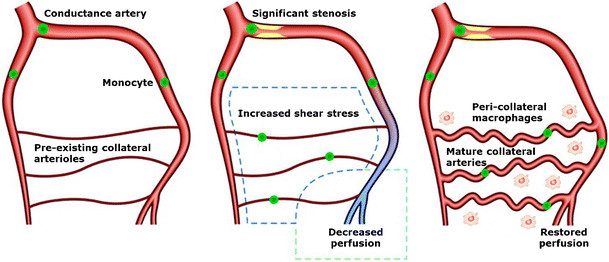 Conductance artery
Monocyte
Pre-existing collateral
arterioles
Significant stenosis
Increased shear stress
Decreased
perfusion
Peri-collateral
macrophages
Mature collateral
arteries
Restored
perfusion